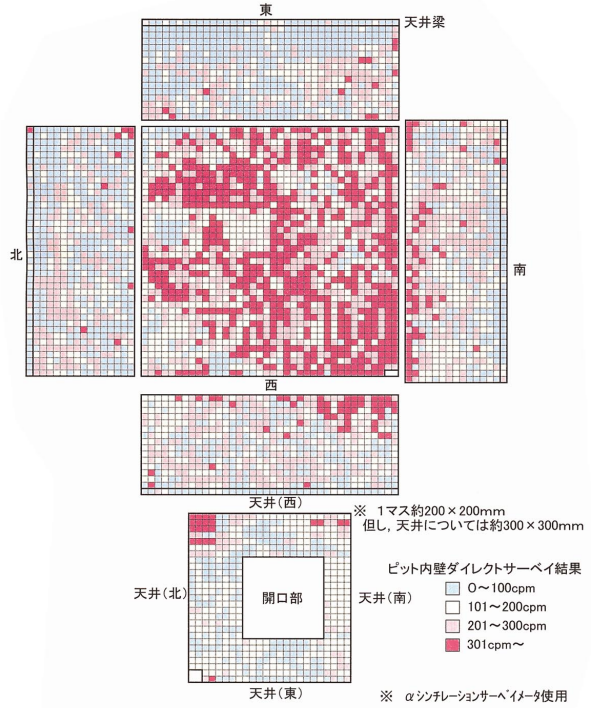 東
天井梁
北
南
西
天井(西)
※ 1マス約200×200mm
但し,天井については約300×300mm
ピット内壁ダイレクトサーベイ結果
天井(北)
開口部
天井(南)
0～100cpm
101～200cpm
201～300cpm
301cpm～
天井(東)
※ αシンチレーションサーベイメータ使用